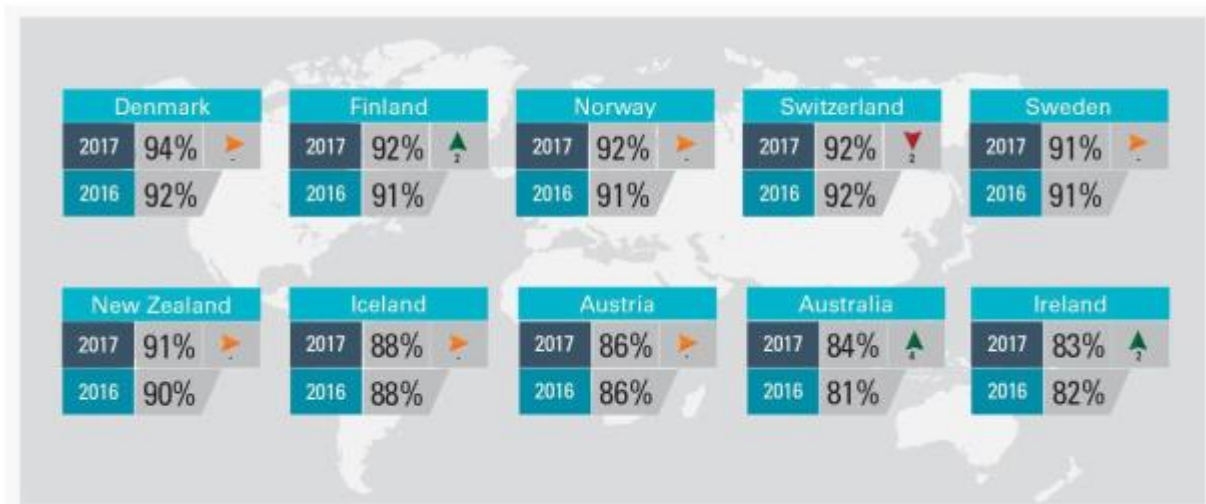 Denmark
2017 94% -
2016 92%
Finland
2017 92% 2
2016 91%
Norway
2017 92% -
2016 91%
Switzerland
2017 92% 2
2016 92%
Sweden
2017 91% -
2016 91%
New Zealand
2017 91% -
2016 90%
Iceland
2017 88% -
2016 88%
Austria
2017 86% -
2016 86%
Australia
2017 84% 4
2016 81%
Ireland
2017 83% 2
2016 82%